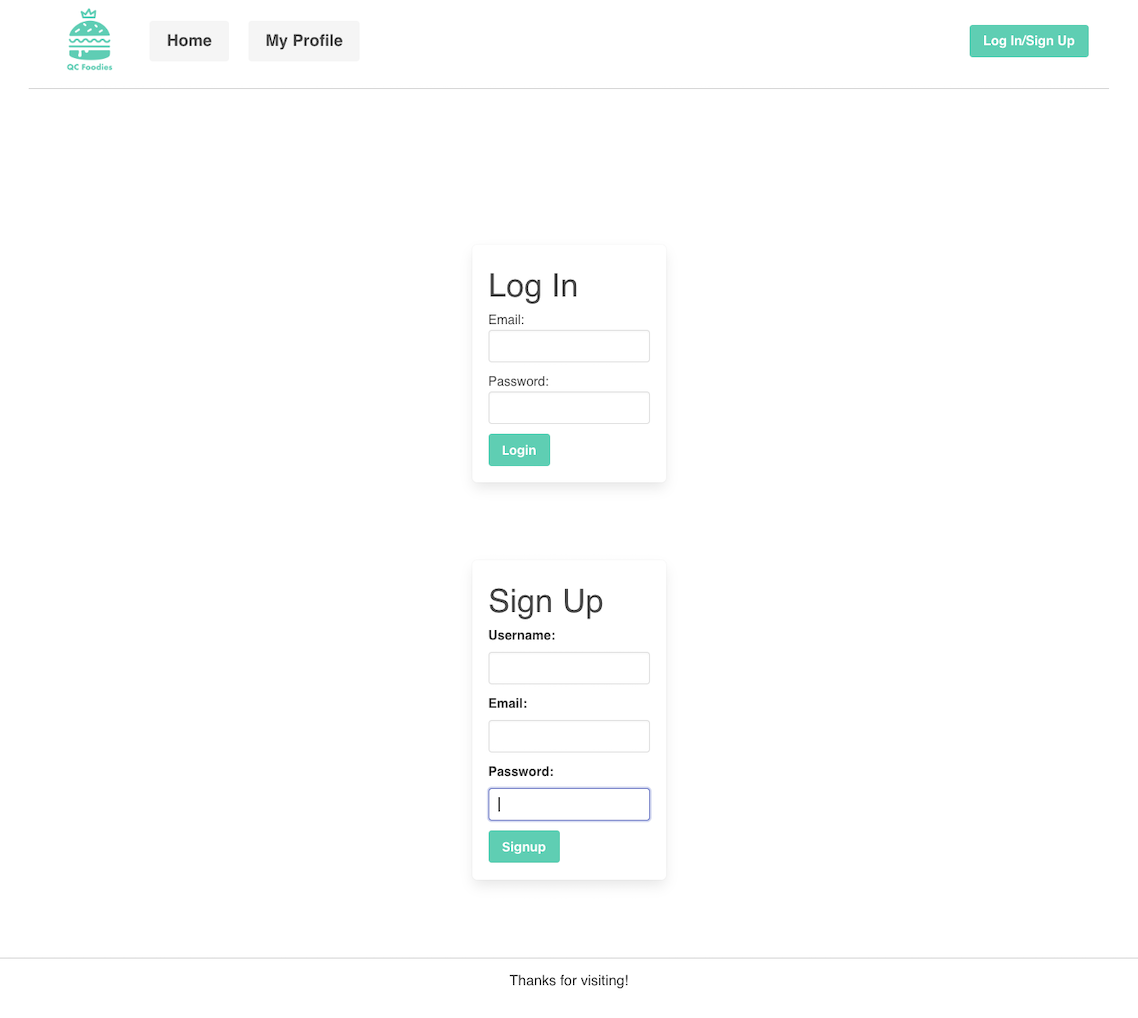 QC Foodies
Home
My Profile
Log In/Sign Up
Log In
Email:
Password:
Login
Sign Up
Username:
Email:
Password:
Signup
Thanks for visiting!